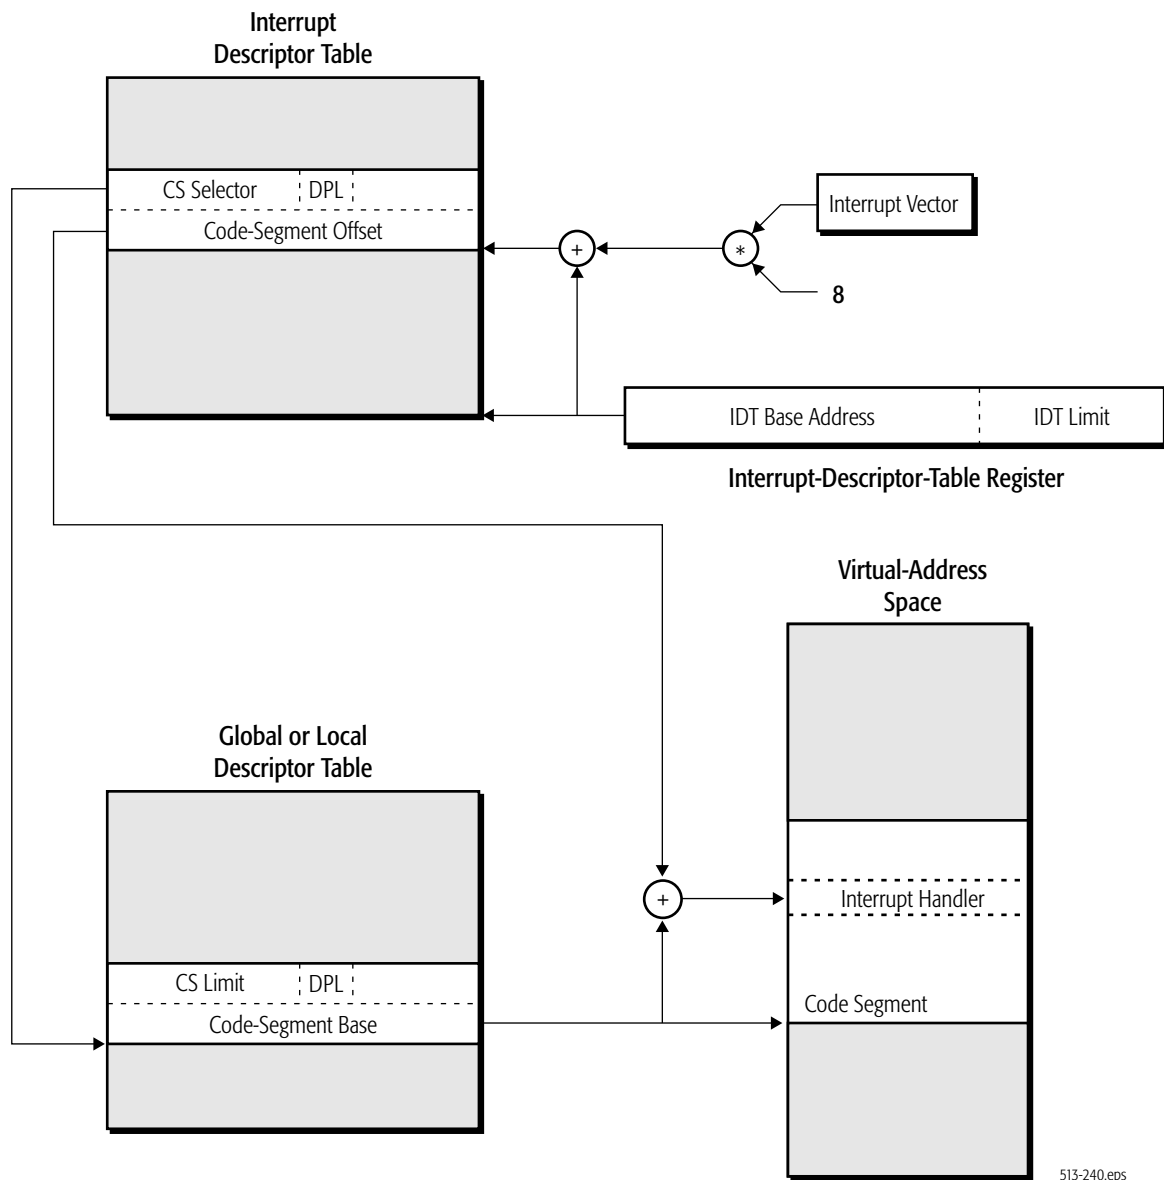 Interrupt
Descriptor Table
CS Selector DPL
Code-Segment Offset
Interrupt Vector
+
*
8
IDT Base Address IDT Limit
Interrupt-Descriptor-Table Register
Virtual-Address
Space
Global or Local
Descriptor Table
+
Interrupt Handler
CS Limit DPL
Code-Segment Base
Code Segment
513-240.eps